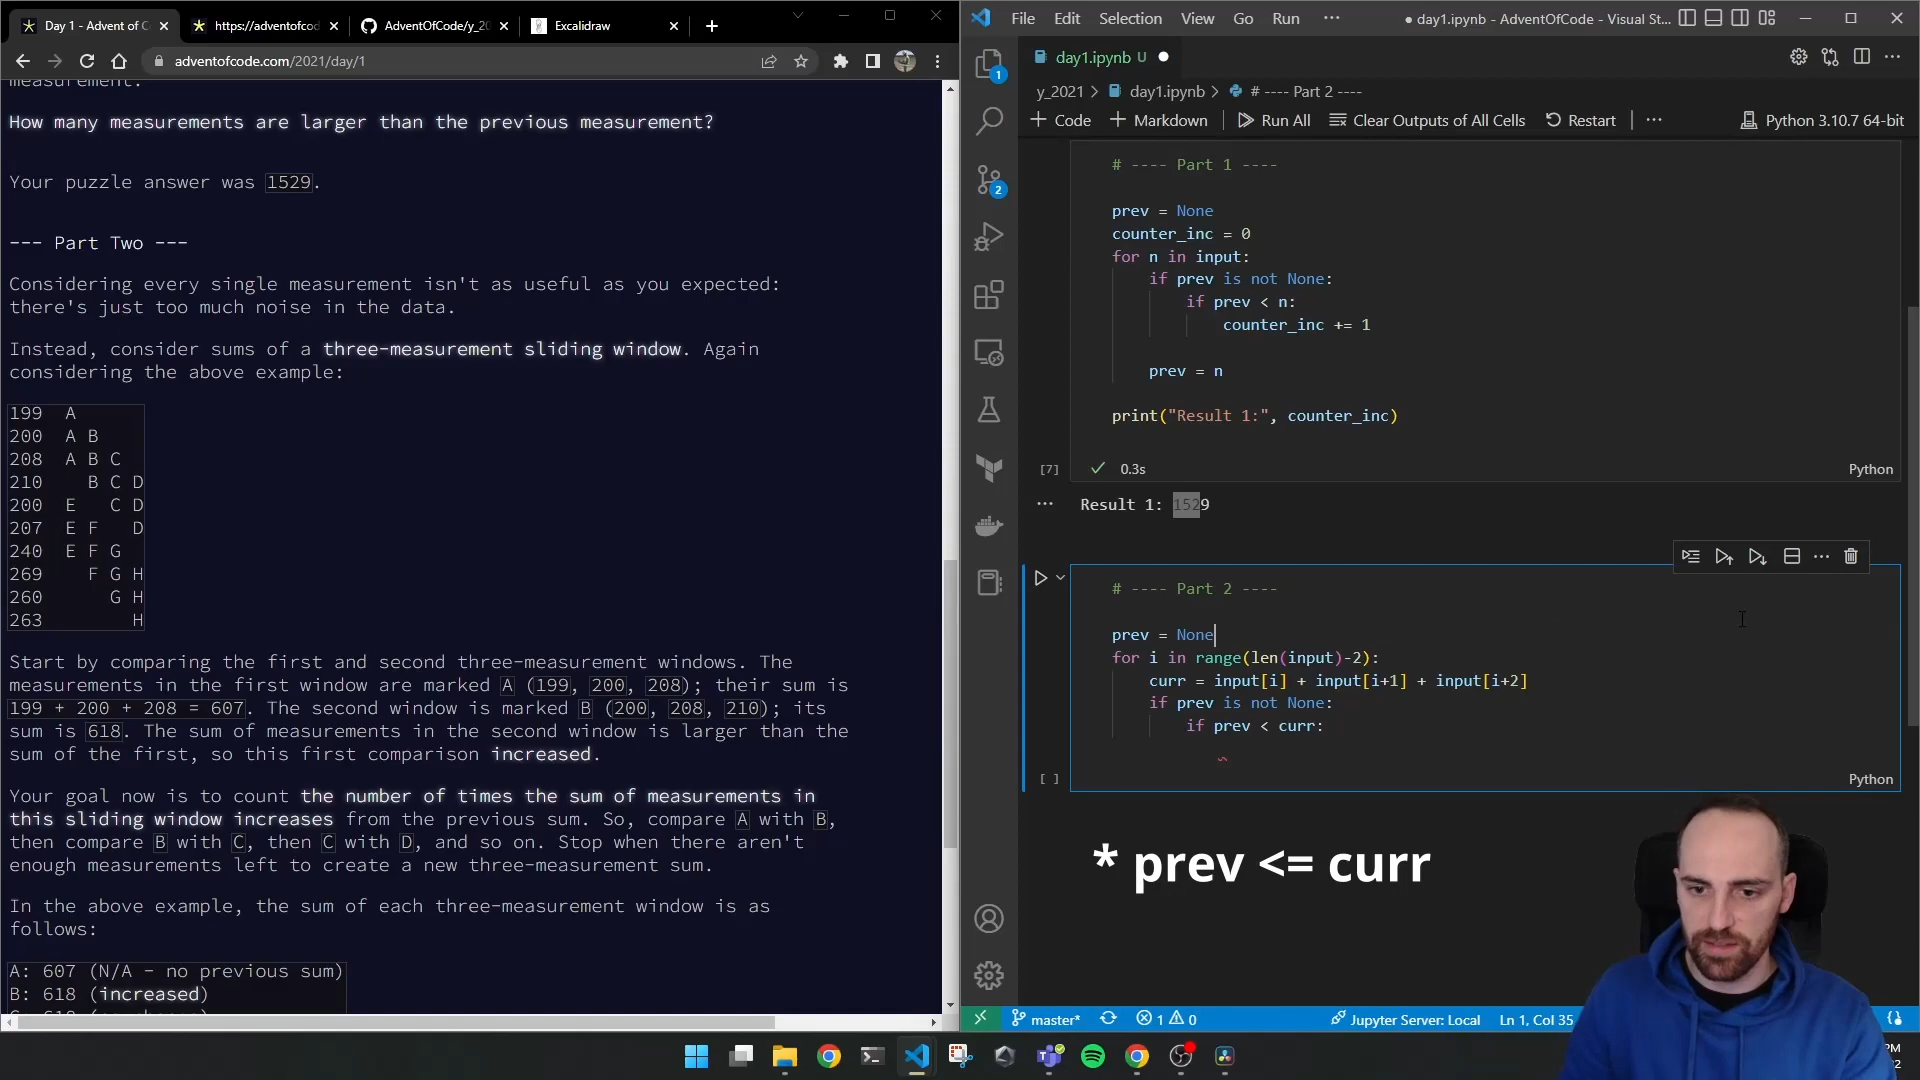 Day 1 - Advent of C
https://adventofcod
AdventOfCode/y_20
Excalidraw
adventofcode.com/2021/day/1
measurement.
How many measurements are larger than the previous measurement?
Your puzzle answer was 1529.
--- Part Two ---
Considering every single measurement isn't as useful as you expected:
there's just too much noise in the data.
Instead, consider sums of a three-measurement sliding window. Again
considering the above example:
199 A
200 A B
208 A B C
210 B C D
200 E C D
207 E F D
240 E F G
269 F G H
260 G H
263 H
Start by comparing the first and second three-measurement windows. The
measurements in the first window are marked A (199, 200, 208); their sum is
199 + 200 + 208 = 607. The second window is marked B (200, 208, 210); its
sum is 618. The sum of measurements in the second window is larger than the
sum of the first, so this first comparison increased.
Your goal now is to count the number of times the sum of measurements in
this sliding window increases from the previous sum. So, compare A with B,
then compare B with C, then C with D, and so on. Stop when there aren't
enough measurements left to create a new three-measurement sum.
In the above example, the sum of each three-measurement window is as
follows:
A: 607 (N/A - no previous sum)
B: 618 (increased)
File Edit Selection View Go Run ···
● day1.ipynb - AdventOfCode - Visual St...
day1.ipynb U
y_2021 > day1.ipynb > # ---- Part 2 ----
+ Code + Markdown Run All Clear Outputs of All Cells Restart ··· Python 3.10.7 64-bit
1
2
# ---- Part 1 ----
prev = None
counter_inc = 0
for n in input:
if prev is not None:
if prev < n:
counter_inc += 1
prev = n
print("Result 1:", counter_inc)
[7] 0.3s Python
Result 1: 1529
# ---- Part 2 ----
prev = None
for i in range(len(input)-2):
curr = input[i] + input[i+1] + input[i+2]
if prev is not None:
if prev < curr:
[ ] Python
* prev <= curr
master* 1 0 Jupyter Server: Local Ln 1, Col 35
PM